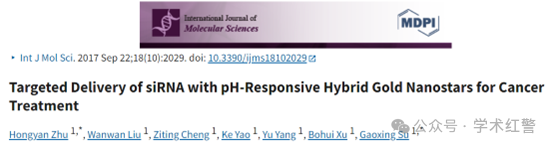 International Journal of
Molecular Sciences
MDPI
• Int J Mol Sci. 2017 Sep 22;18(10):2029. doi: 10.3390/ijms18102029
Targeted Delivery of siRNA with pH-Responsive Hybrid Gold Nanostars for Cancer
Treatment
Hongyan Zhu 1,*, Wanwan Liu 1, Ziting Cheng 1, Ke Yao 1, Yu Yang 1, Bohui Xu 1, Gaoxing Su 1,*
公众号 · 学术红警